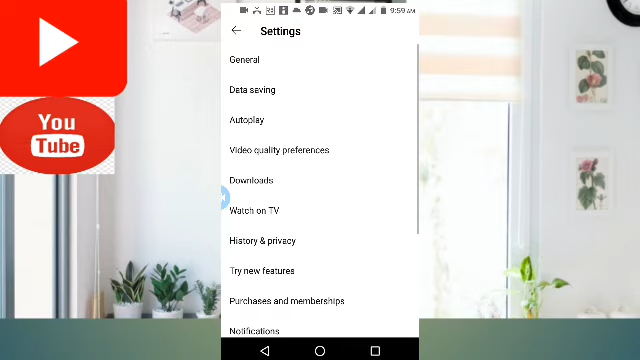 9:59 AM
Settings
General
Data saving
You
Tube
Autoplay
Video quality preferences
Downloads
Watch on TV
History & privacy
Try new features
Purchases and memberships
Notifications